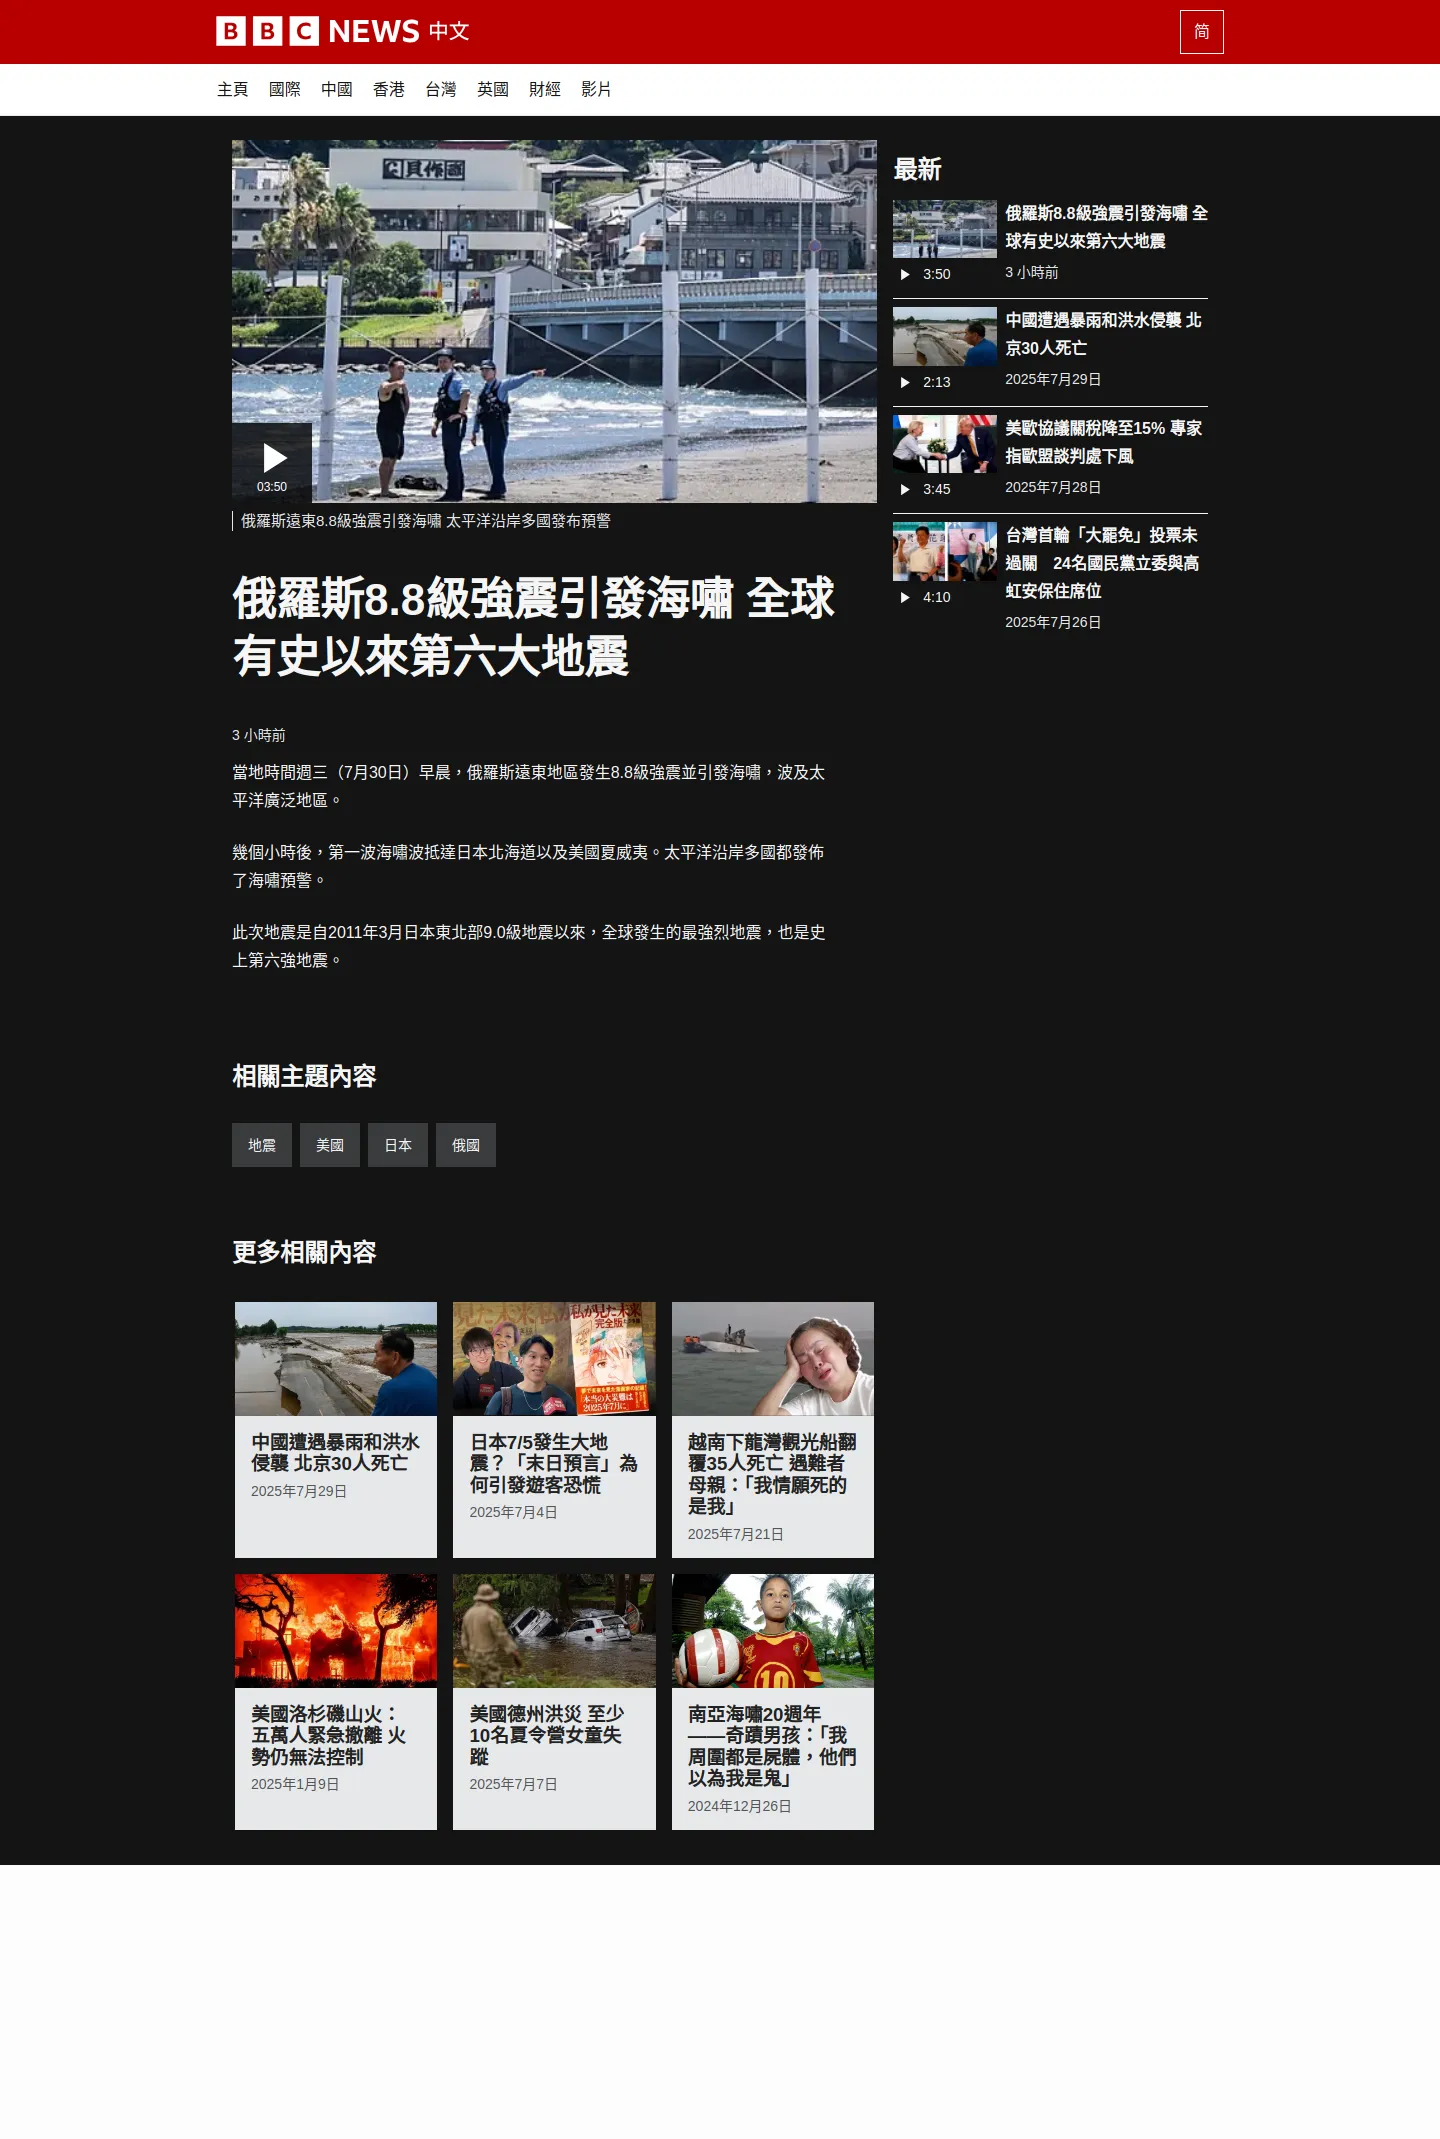 BBC NEWS 中文
简
主頁 國際 中國 香港 台灣 英國 財經 影片
03:50
俄羅斯遠東8.8級強震引發海嘯 太平洋沿岸多國發布預警
俄羅斯8.8級強震引發海嘯 全球
有史以來第六大地震
3 小時前
當地時間週三（7月30日）早晨，俄羅斯遠東地區發生8.8級強震並引發海嘯，波及太
平洋廣泛地區。
幾個小時後，第一波海嘯波抵達日本北海道以及美國夏威夷。太平洋沿岸多國都發佈
了海嘯預警。
此次地震是自2011年3月日本東北部9.0級地震以來，全球發生的最強烈地震，也是史
上第六強地震。
最新
俄羅斯8.8級強震引發海嘯 全
球有史以來第六大地震
3:50
3 小時前
中國遭遇暴雨和洪水侵襲 北
京30人死亡
2:13
2025年7月29日
美歐協議關稅降至15% 專家
指歐盟談判處下風
3:45
2025年7月28日
台灣首輪「大罷免」投票未
過關　24名國民黨立委與高
虹安保住席位
4:10
2025年7月26日
相關主題內容
地震 美國 日本 俄國
更多相關內容
中國遭遇暴雨和洪水
侵襲 北京30人死亡
2025年7月29日
私が見た未来
完全版
本当の大災難は
2025年7月に
日本7/5發生大地
震？「末日預言」為
何引發遊客恐慌
2025年7月4日
越南下龍灣觀光船翻
覆35人死亡 遇難者
母親：「我情願死的
是我」
2025年7月21日
美國洛杉磯山火：
五萬人緊急撤離 火
勢仍無法控制
2025年1月9日
美國德州洪災 至少
10名夏令營女童失
蹤
2025年7月7日
10
南亞海嘯20週年
——奇蹟男孩：「我
周圍都是屍體，他們
以為我是鬼」
2024年12月26日